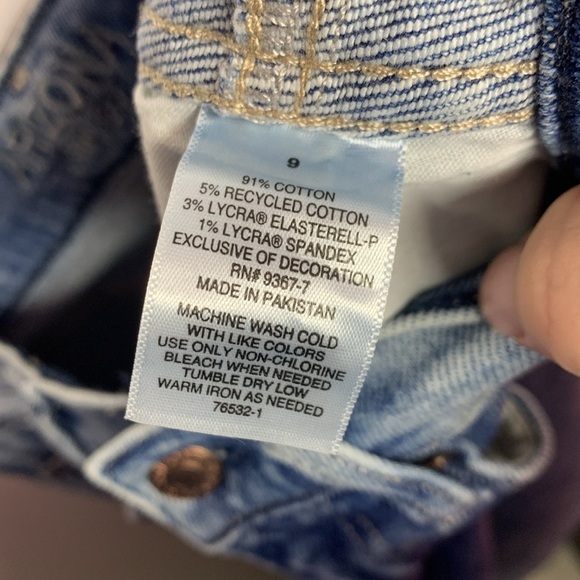 ARIZONA
9
91% COTTON
5% RECYCLED COTTON
3% LYCRA® ELASTERELL-P
1% LYCRA® SPANDEX
EXCLUSIVE OF DECORATION
RN# 9367-7
MADE IN PAKISTAN
MACHINE WASH COLD
WITH LIKE COLORS
USE ONLY NON-CHLORINE
BLEACH WHEN NEEDED
TUMBLE DRY LOW
WARM IRON AS NEEDED
76532-1